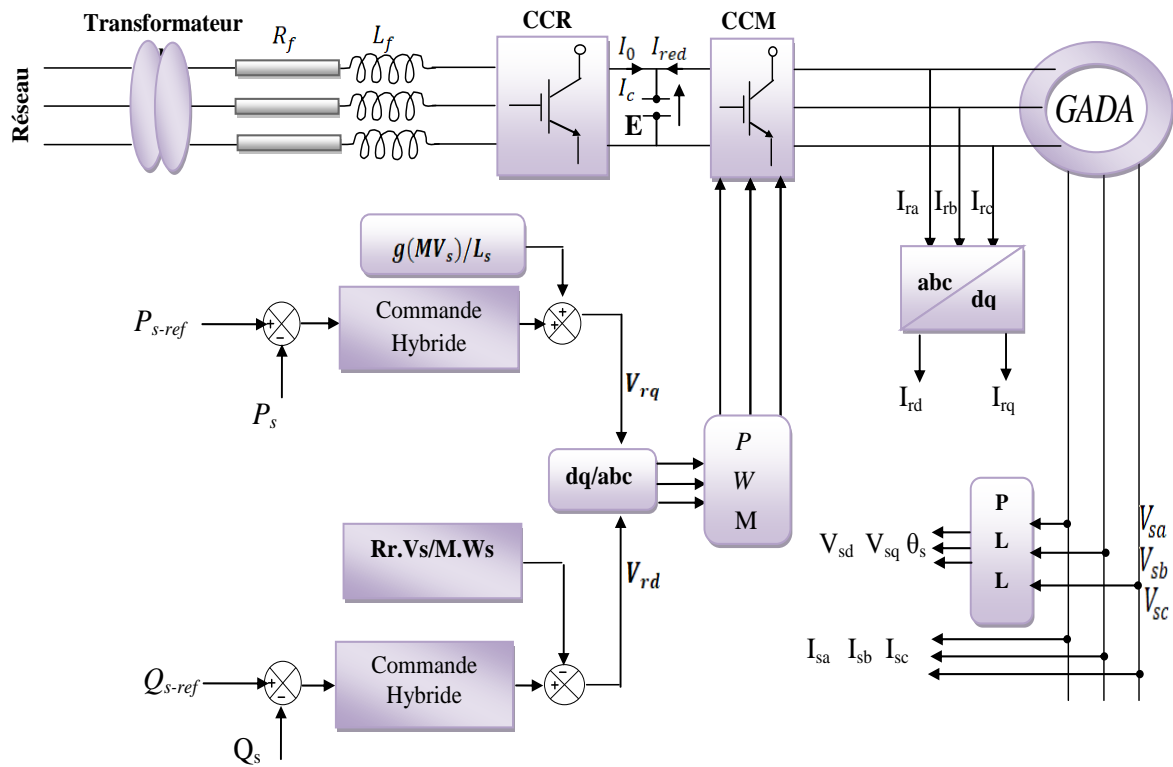 Transformateur
R_f
L_f
CCR
I_0
I_red
CCM
Réseau
I_c
E
GADA
I_ra
I_rb
I_rc
g(MV_s)/L_s
abc
dq
P_s-ref
+
-
Commande
Hybride
+
+
P_s
V_rq
I_rd
I_rq
dq/abc
P
W
M
Rr.Vs/M.Ws
V_rd
P
L
L
V_sd V_sq θ_s
V_sa
V_sb
V_sc
I_sa I_sb I_sc
Q_s-ref
+
-
Commande
Hybride
-
+
Q_s